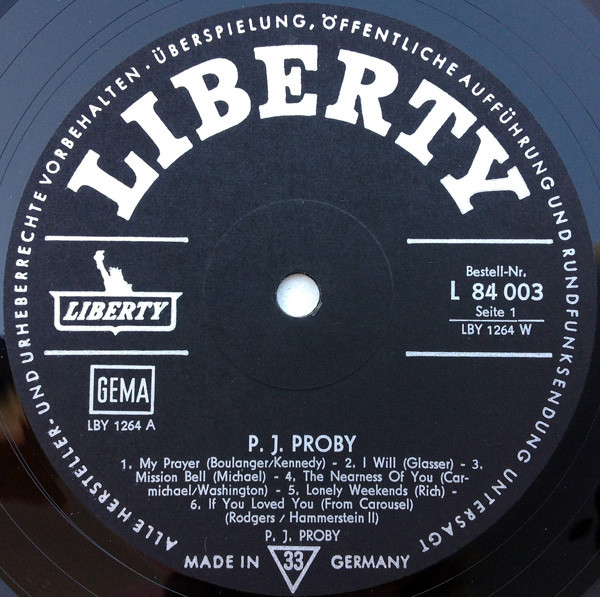 ALLE HERSTELLER- UND URHEBERRECHTE VORBEHALTEN · ÜBERSPIELUNG, ÖFFENTLICHE AUFFÜHRUNG UND RUNDFUNKSENDUNG UNTERSAGT
LIBERTY
LIBERTY
Bestell-Nr.
L 84 003
Seite 1
LBY 1264 W
GEMA
LBY 1264 A
P. J. PROBY
1. My Prayer (Boulanger/Kennedy) - 2. I Will (Glasser) - 3.
Mission Bell (Michael) - 4. The Nearness Of You (Car-
michael/Washington) - 5. Lonely Weekends (Rich) -
6. If You Loved You (From Carousel)
(Rodgers / Hammerstein II)
P. J. PROBY
MADE IN 33 GERMANY